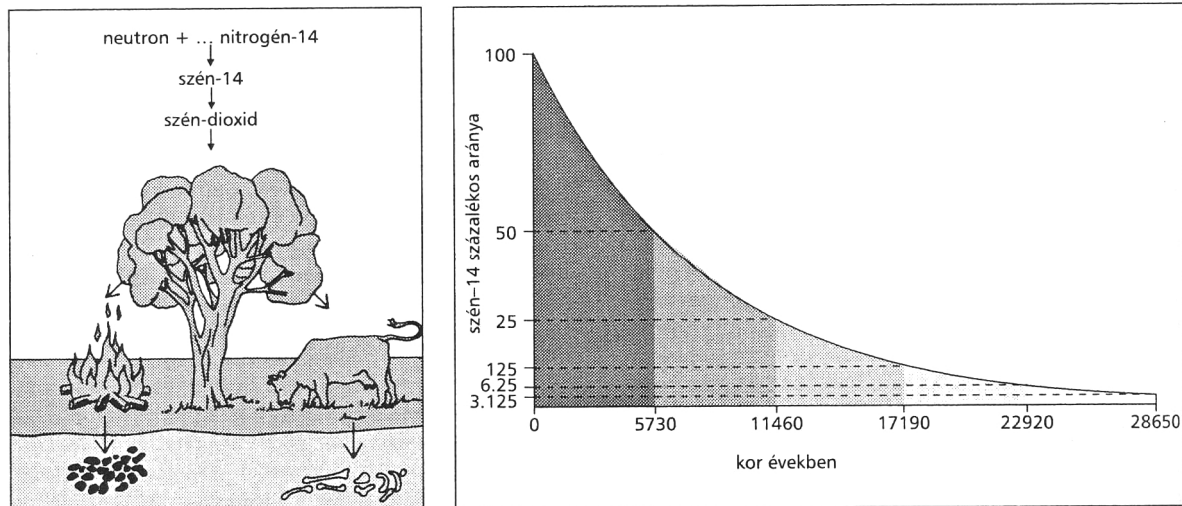 neutron + ... nitrogén-14
szén-14
szén-dioxid
szén–14 százalékos aránya
100
50
25
125
6.25
3.125
0 5730 11460 17190 22920 28650
kor években